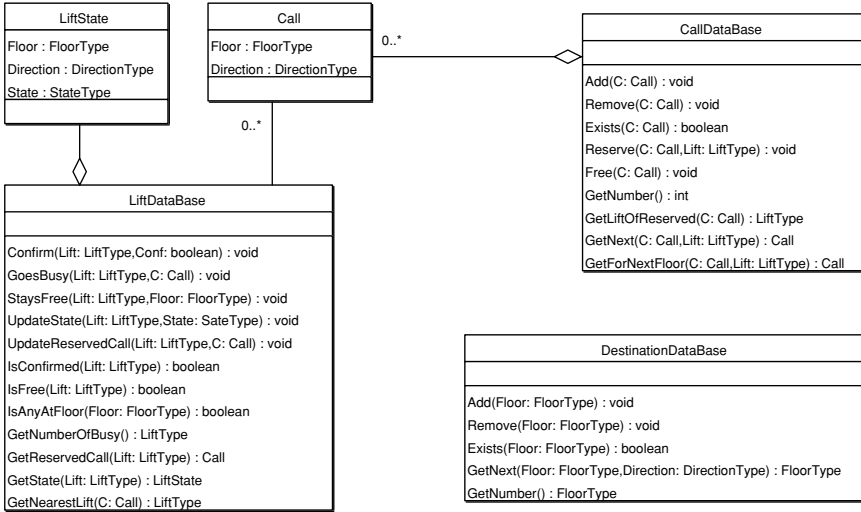 LiftState
Floor : FloorType
Direction : DirectionType
State : StateType
Call
Floor : FloorType
Direction : DirectionType
0..*
0..*
CallDataBase
Add(C: Call) : void
Remove(C: Call) : void
Exists(C: Call) : boolean
Reserve(C: Call,Lift: LiftType) : void
Free(C: Call) : void
GetNumber() : int
GetLiftOfReserved(C: Call) : LiftType
GetNext(C: Call,Lift: LiftType) : Call
GetForNextFloor(C: Call,Lift: LiftType) : Call
LiftDataBase
Confirm(Lift: LiftType,Conf: boolean) : void
GoesBusy(Lift: LiftType,C: Call) : void
StaysFree(Lift: LiftType,Floor: FloorType) : void
UpdateState(Lift: LiftType,State: SateType) : void
UpdateReservedCall(Lift: LiftType,C: Call) : void
IsConfirmed(Lift: LiftType) : boolean
IsFree(Lift: LiftType) : boolean
IsAnyAtFloor(Floor: FloorType) : boolean
GetNumberOfBusy() : LiftType
GetReservedCall(Lift: LiftType) : Call
GetState(Lift: LiftType) : LiftState
GetNearestLift(C: Call) : LiftType
DestinationDataBase
Add(Floor: FloorType) : void
Remove(Floor: FloorType) : void
Exists(Floor: FloorType) : boolean
GetNext(Floor: FloorType,Direction: DirectionType) : FloorType
GetNumber() : FloorType